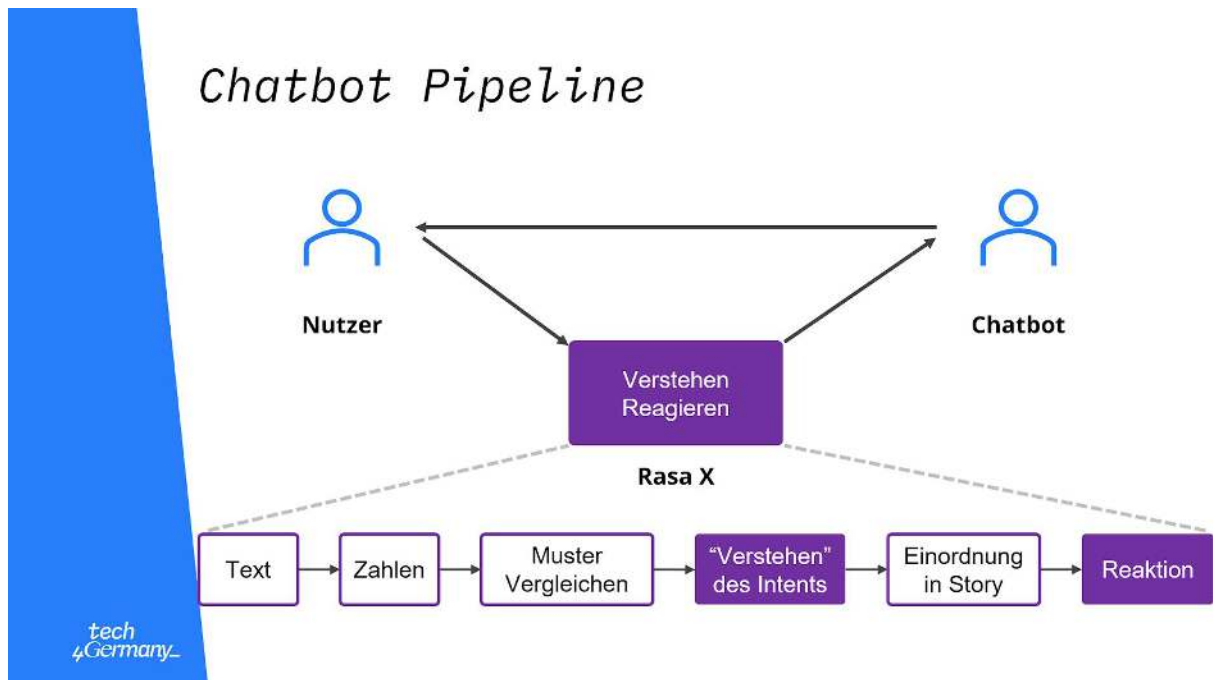 Chatbot Pipeline
Nutzer
Chatbot
Verstehen
Reagieren
Rasa X
Text
Zahlen
Muster
Vergleichen
“Verstehen”
des Intents
Einordnung
in Story
Reaktion
tech
4Germany_